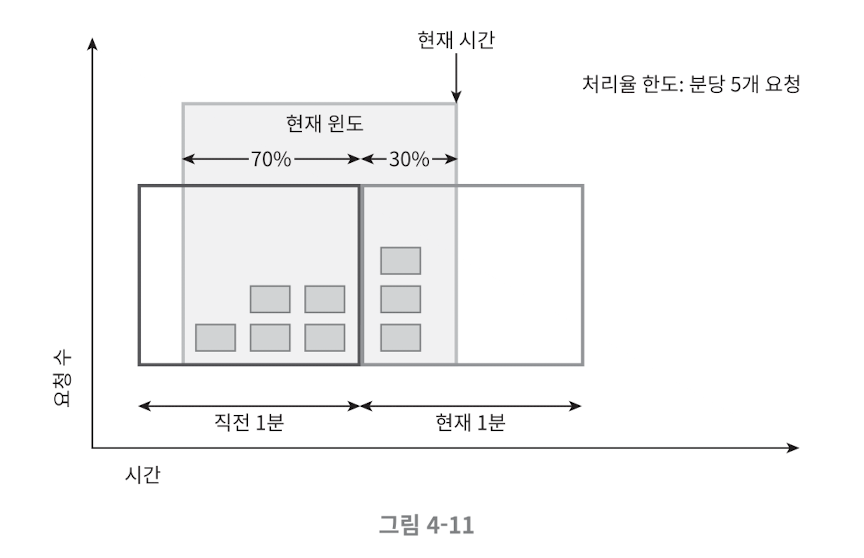 현재 시간
처리율 한도: 분당 5개 요청
현재 윈도
70%
30%
요청 수
직전 1분
현재 1분
시간
그림 4-11